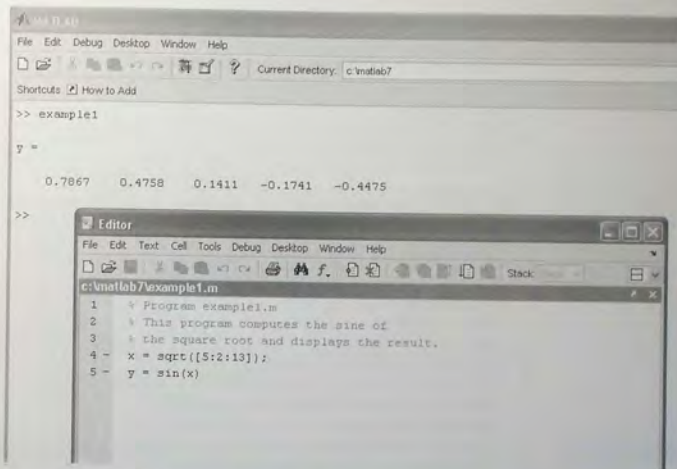 MATLAB
File Edit Debug Desktop Window Help
Current Directory: c:\matlab7
Shortcuts How to Add
>> example1
y =
0.7867 0.4758 0.1411 -0.1741 -0.4475
>>
Editor
File Edit Text Cell Tools Debug Desktop Window Help
Stack:
c:\matlab7\example1.m
1 % Program example1.m
2 % This program computes the sine of
3 % the square root and displays the result.
4 - x = sqrt([5:2:13]);
5 - y = sin(x)